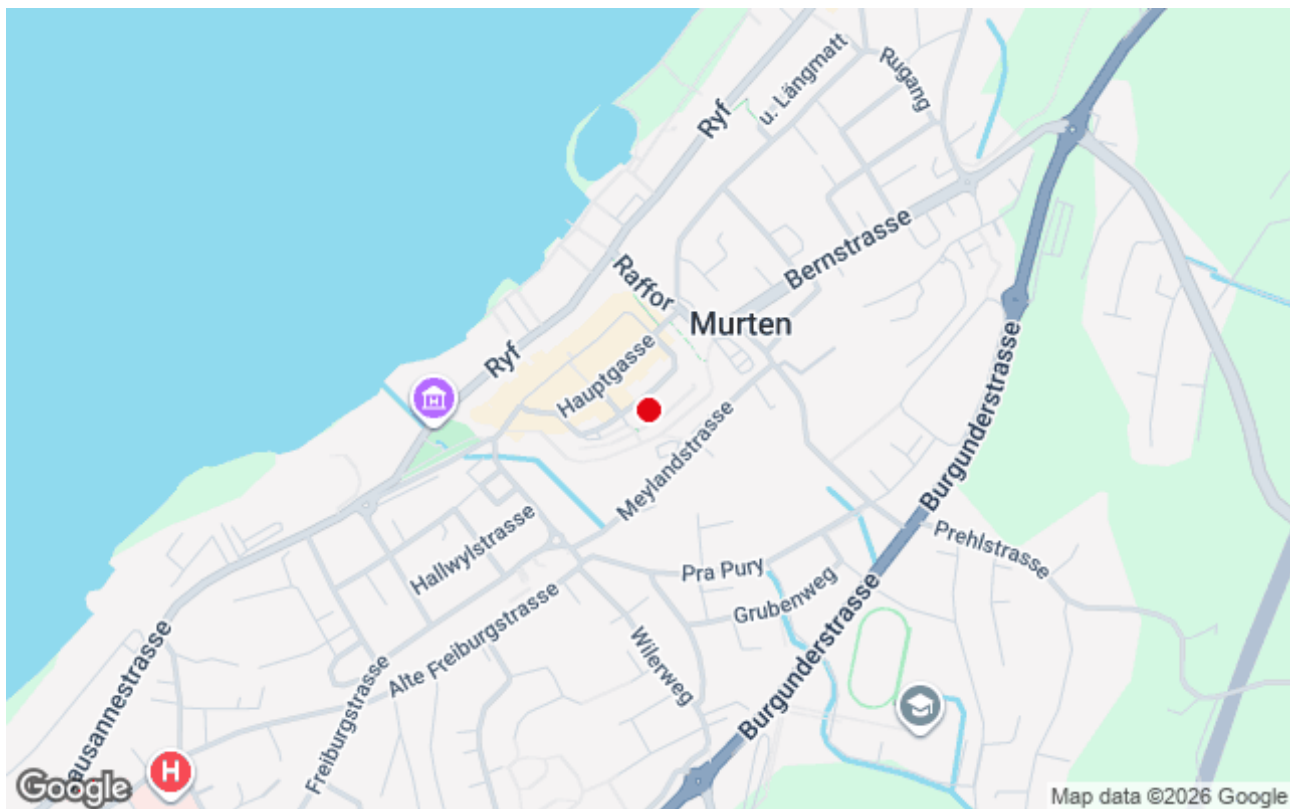 u. Längmatt
Rugang
Ryf
Raffor
Bernstrasse
Murten
Hauptgasse
Ryf
Burgunderstrasse
Meylandstrasse
Hallwylstrasse
Prehlstrasse
Pra Pury
Grubenweg
Alte Freiburgstrasse
Wilerweg
Burgunderstrasse
ausannestrasse
Freiburgstrasse
H
Google
Map data ©2026 Google